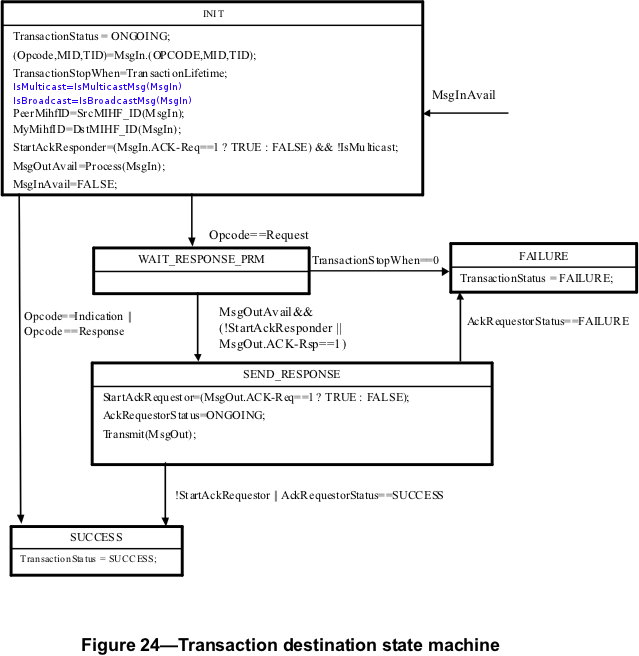 INIT
TransactionStatus = ONGOING;
(Opcode,MID,TID)=MsgIn.(OPCODE,MID,TID);
TransactionStopWhen=TransactionLifetime;
IsMulticast=IsMulticastMsg(MsgIn)
IsBroadcast=IsBroadcastMsg(MsgIn)
PeerMihfID=SrcMIHF_ID(MsgIn);
MyMihfID=DstMIHF_ID(MsgIn);
StartAckResponder=(MsgIn.ACK-Req==1 ? TRUE : FALSE) && !IsMulticast;
MsgOutAvail=Process(MsgIn);
MsgInAvail=FALSE;
MsgInAvail
Opcode==Request
WAIT_RESPONSE_PRM
TransactionStopWhen==0
FAILURE
TransactionStatus = FAILURE;
Opcode==Indication |
Opcode==Response
MsgOutAvail&&
(!StartAckResponder ||
MsgOut.ACK-Rsp==1)
AckRequestorStatus==FAILURE
SEND_RESPONSE
StartAckRequestor=(MsgOut.ACK-Req==1 ? TRUE : FALSE);
AckRequestorStatus=ONGOING;
Transmit(MsgOut);
!StartAckRequestor | AckRequestorStatus==SUCCESS
SUCCESS
TransactionStatus = SUCCESS;
Figure 24—Transaction destination state machine